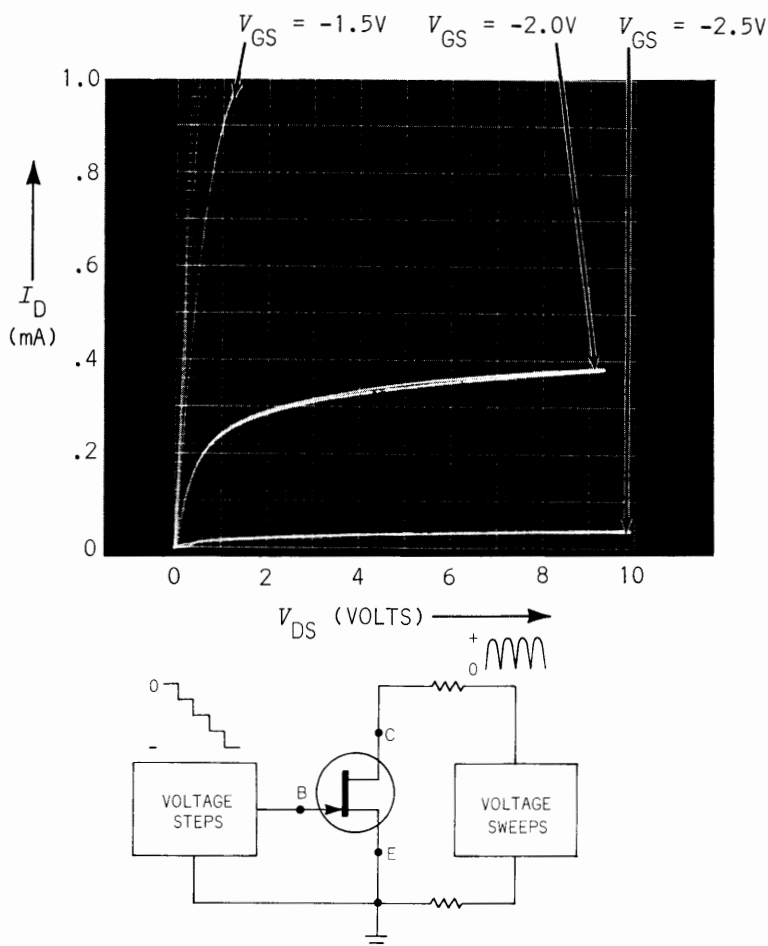 VGS = -1.5V VGS = -2.0V VGS = -2.5V
1.0
.8
.6
ID
(mA)
.4
.2
0
0 2 4 6 8 10
VDS (VOLTS)
+
0
0
-
C
B
E
VOLTAGE
STEPS
VOLTAGE
SWEEPS